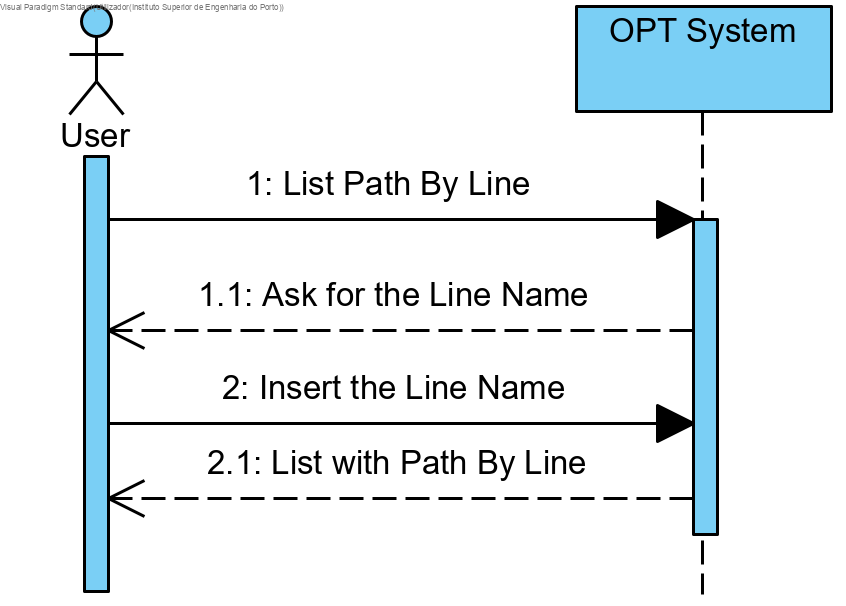 Visual Paradigm Standard(Utilizador(Instituto Superior de Engenharia do Porto))
OPT System
User
1: List Path By Line
1.1: Ask for the Line Name
2: Insert the Line Name
2.1: List with Path By Line